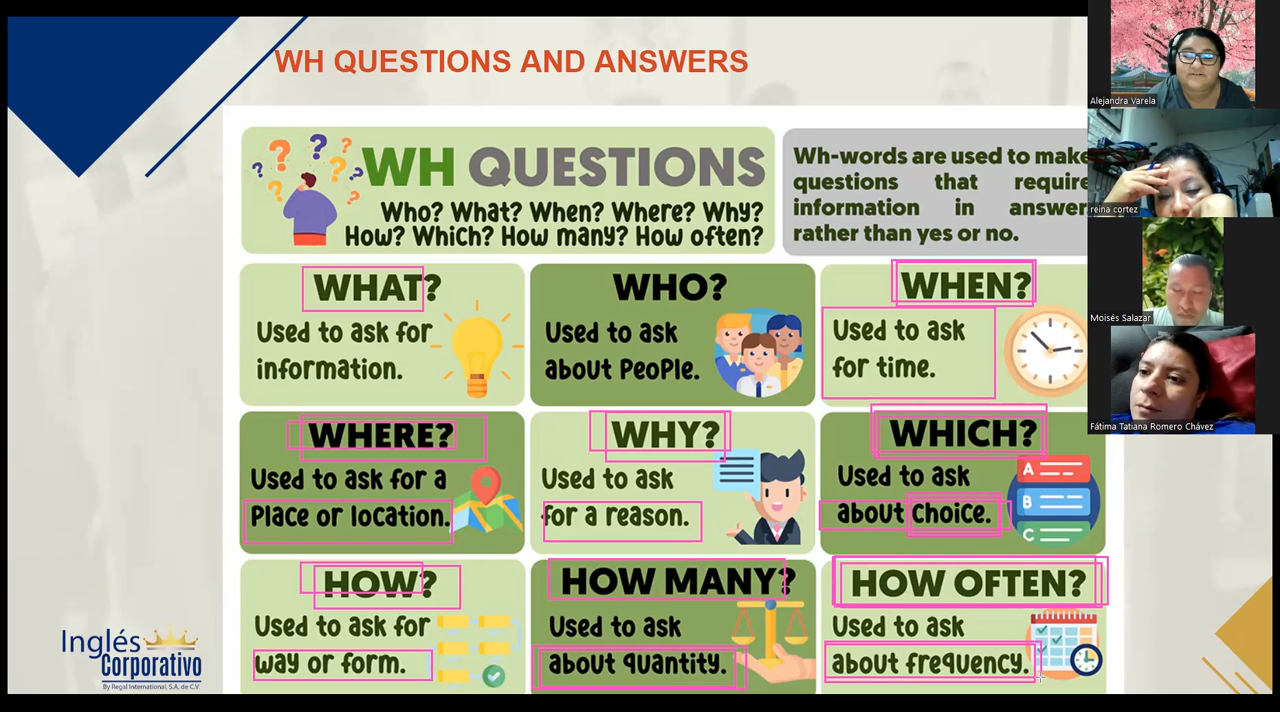 WH QUESTIONS AND ANSWERS
WH QUESTIONS
Who? What? When? Where? Why?
How? Which? How many? How often?
Wh-words are used to make
questions that require
information in answer
rather than yes or no.
WHAT?
Used to ask for
information.
WHO?
Used to ask
about PeoPle.
WHEN?
Used to ask
for time.
WHERE?
Used to ask for a
Place or location.
WHY?
Used to ask
for a reason.
WHICH?
Used to ask
about Choice.
A
B
C
HOW?
Used to ask for
way or form.
HOW MANY?
Used to ask
about quantity.
HOW OFTEN?
Used to ask
about frequency.
Inglés
Corporativo
By Regal International, S.A. de C.V.
Alejandra Varela
reina cortez
Moisés Salazar
Fátima Tatiana Romero Chávez